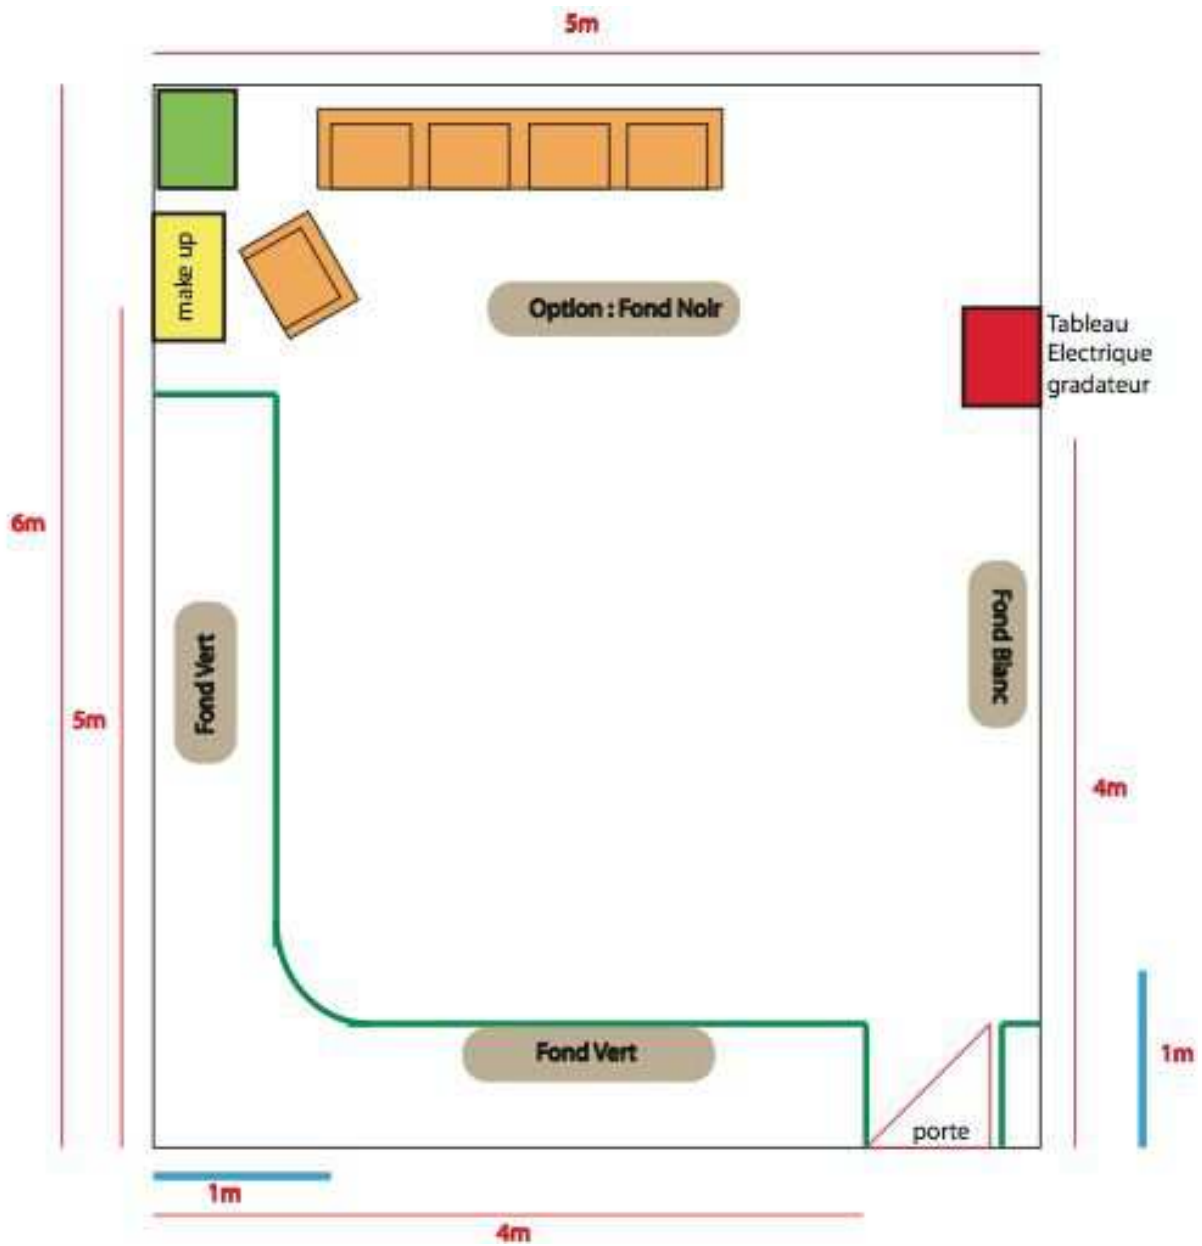 5m
make up
Option : Fond Noir
Tableau
Electrique
gradateur
6m
Fond Vert
Fond Blanc
5m
4m
Fond Vert
1m
porte
1m
4m